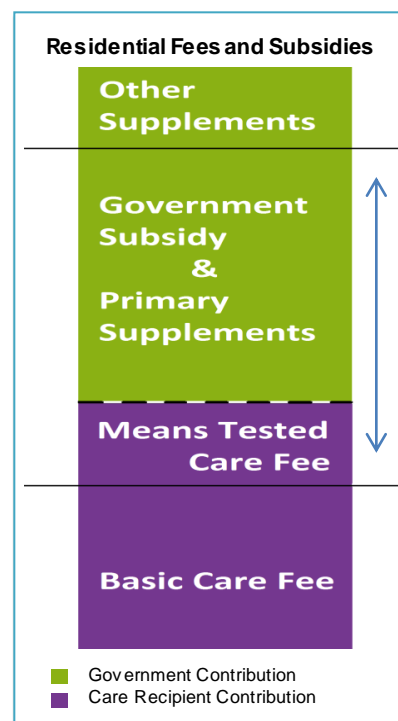 Residential Fees and Subsidies
Other
Supplements
Government
Subsidy
&
Primary
Supplements
Means Tested
Care Fee
Basic Care Fee
Government Contribution
Care Recipient Contribution